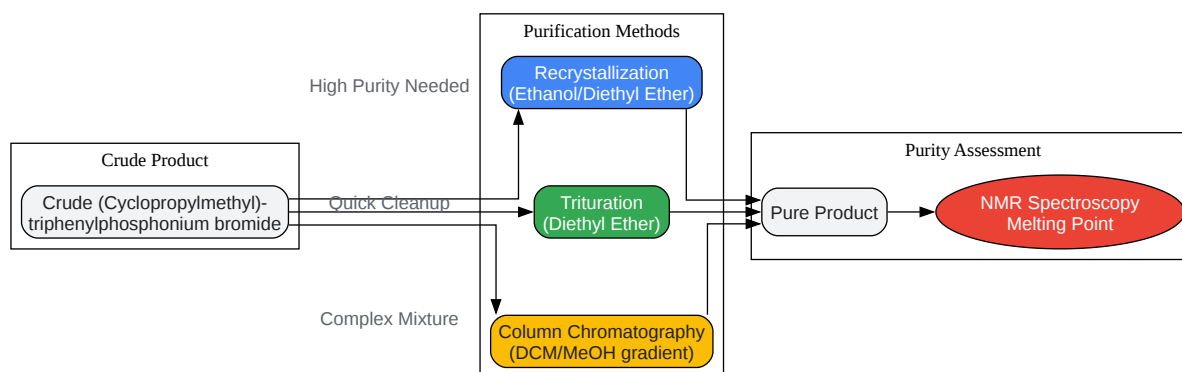 Crude Product
Crude (Cyclopropylmethyl)-
triphenylphosphonium bromide
High Purity Needed
Quick Cleanup
Complex Mixture
Purification Methods
Recrystallization
(Ethanol/Diethyl Ether)
Trituration
(Diethyl Ether)
Column Chromatography
(DCM/MeOH gradient)
Purity Assessment
Pure Product
NMR Spectroscopy
Melting Point